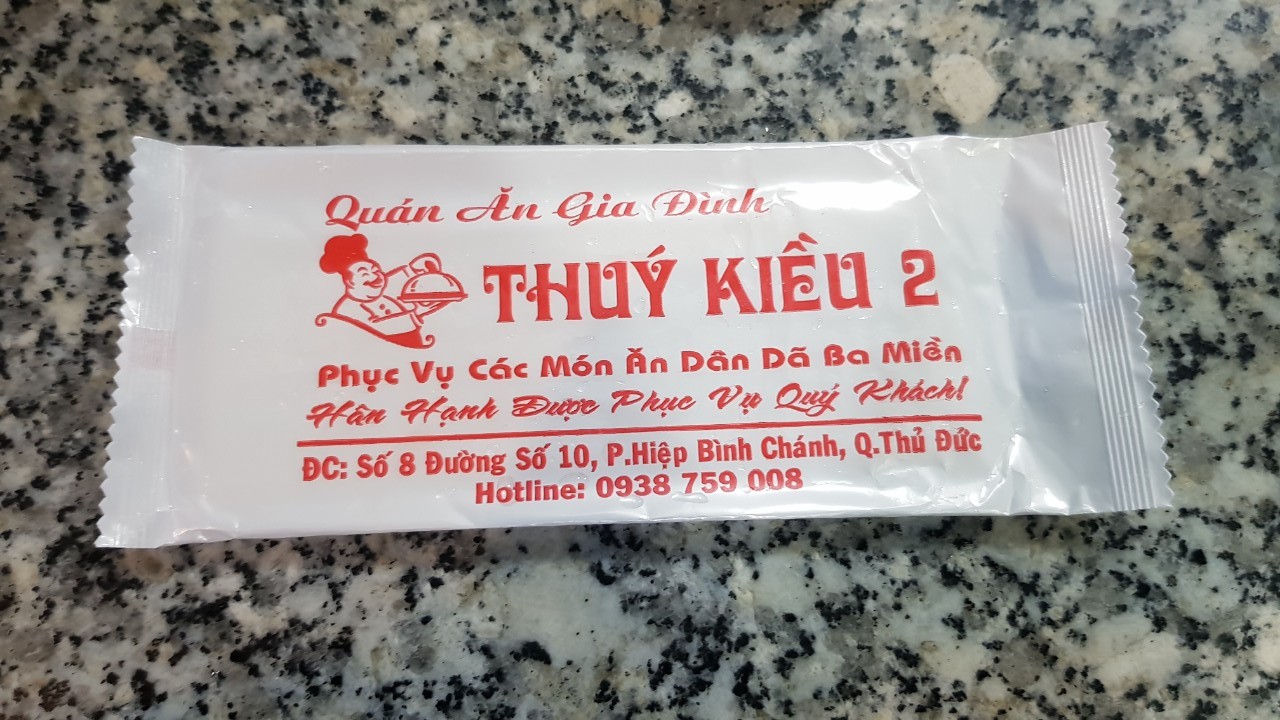 Quán Ăn Gia Đình
THUÝ KIỀU 2
Phục Vụ Các Món Ăn Dân Dã Ba Miền
Hân Hạnh Được Phục Vụ Quý Khách!
ĐC: Số 8 Đường Số 10, P.Hiệp Bình Chánh, Q.Thủ Đức
Hotline: 0938 759 008